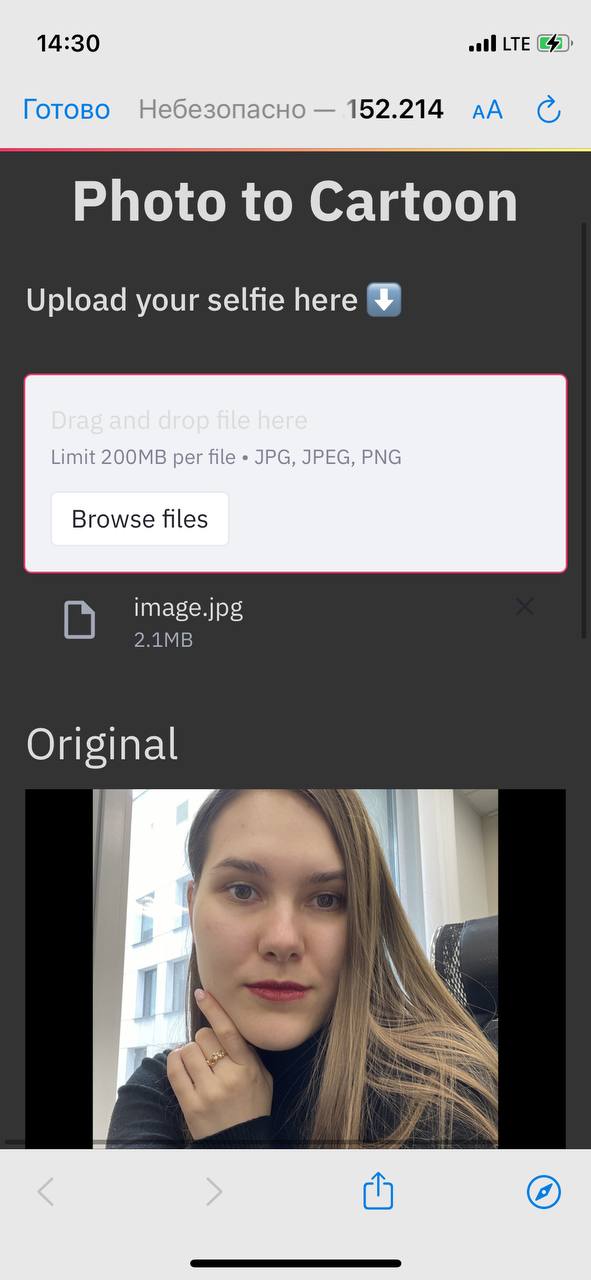 14:30
LTE
Готово
Небезопасно — 152.214
AA
Photo to Cartoon
Upload your selfie here
Drag and drop file here
Limit 200MB per file • JPG, JPEG, PNG
Browse files
image.jpg
2.1MB
Original